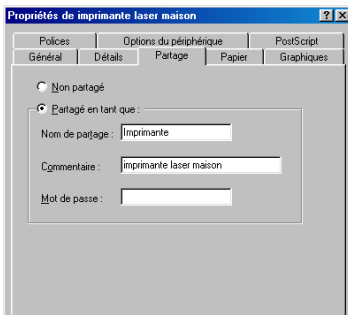 Propriétés de imprimante laser maison
Polices Options du périphérique PostScript
Général Détails Partage Papier Graphiques
Non partagé
Partagé en tant que :
Nom de partage : Imprimante
Commentaire : imprimante laser maison
Mot de passe :